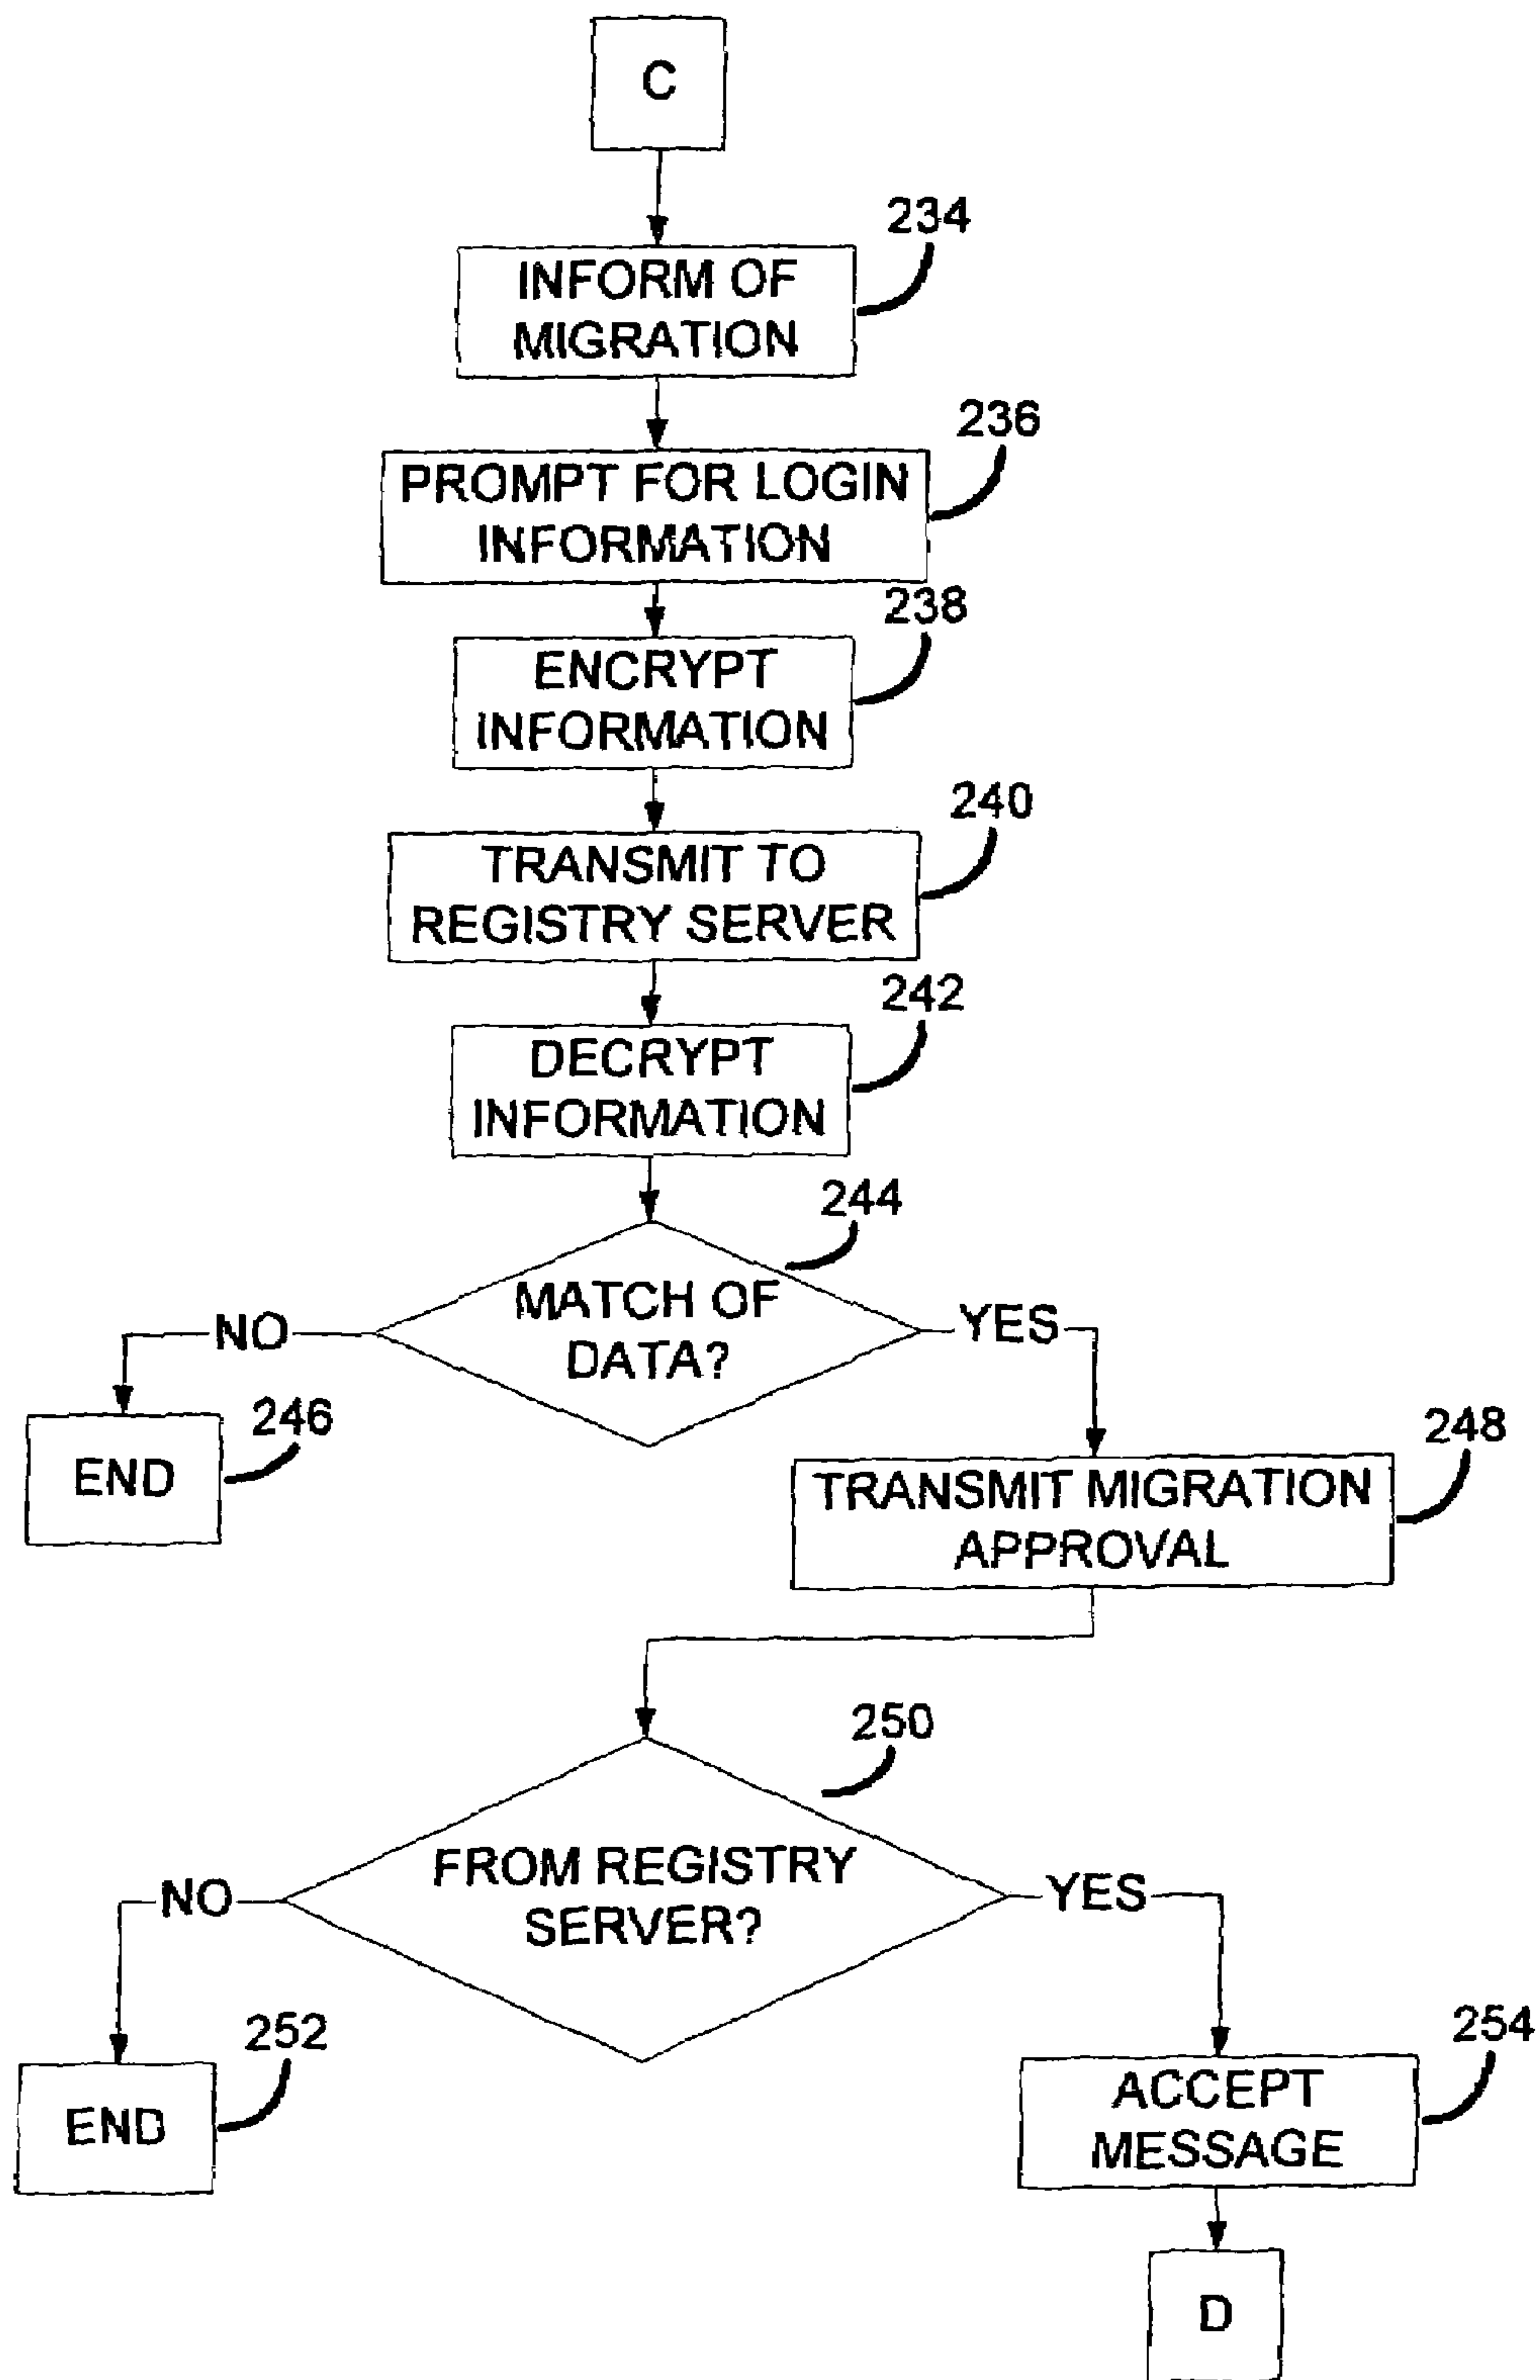 C
234
INFORM OF
MIGRATION
236
PROMPT FOR LOGIN
INFORMATION
238
ENCRYPT
INFORMATION
240
TRANSMIT TO
REGISTRY SERVER
242
DECRYPT
INFORMATION
244
MATCH OF
DATA?
NO
YES
246
END
248
TRANSMIT MIGRATION
APPROVAL
250
FROM REGISTRY
SERVER?
NO
YES
252
END
254
ACCEPT
MESSAGE
D